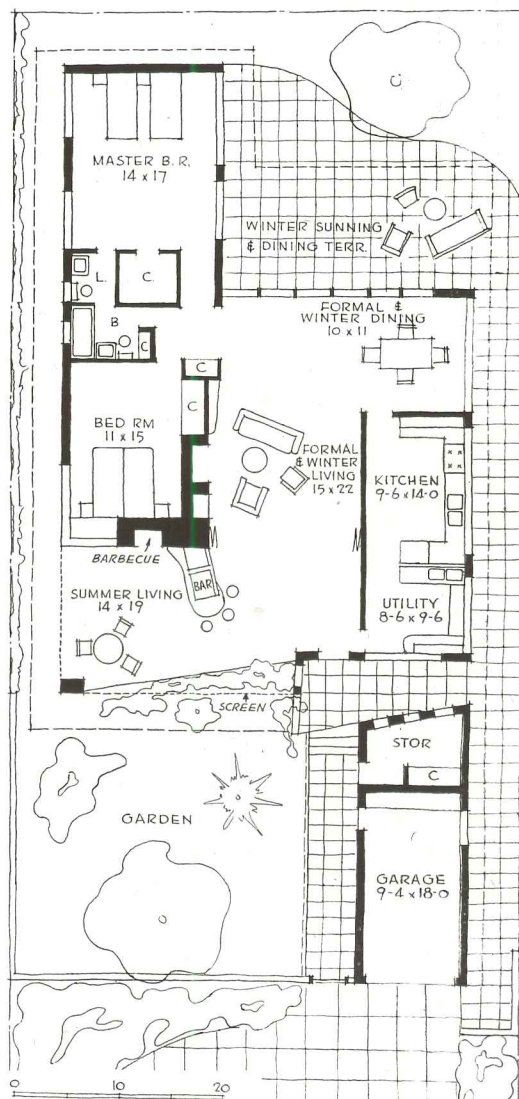 C.
MASTER B.R.
14 x 17
WINTER SUNNING
& DINING TERR.
L.
C.
B
C
FORMAL &
WINTER DINING
10 x 11
C
C
BED RM
11 x 15
FORMAL
& WINTER
LIVING
15 x 22
KITCHEN
9-6 x 14-0
BARBECUE
BAR
SUMMER LIVING
14 x 19
UTILITY
8-6 x 9-6
SCREEN
STOR
C
GARDEN
GARAGE
9-4 x 18-0
0
10
20